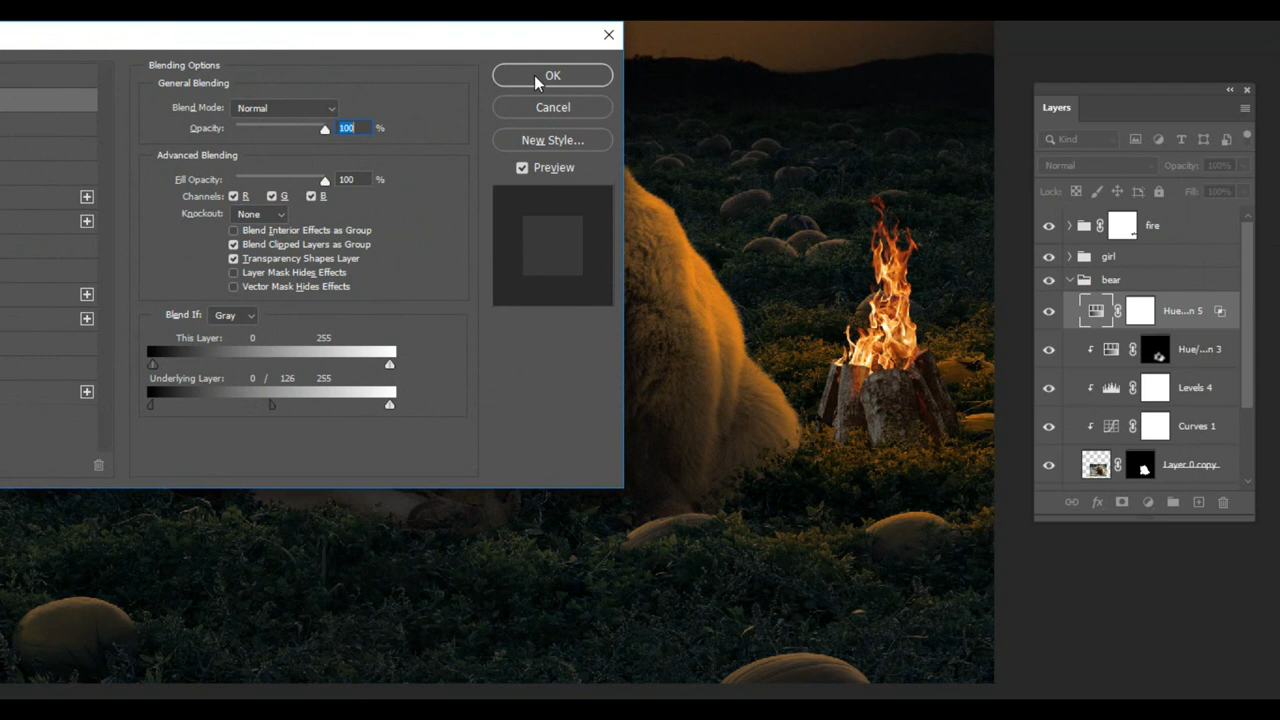 Blending Options
General Blending
Blend Mode: Normal
Opacity: 100 %
Advanced Blending
Fill Opacity: 100 %
Channels: R G B
Knockout: None
Blend Interior Effects as Group
Blend Clipped Layers as Group
Transparency Shapes Layer
Layer Mask Hides Effects
Vector Mask Hides Effects
Blend If: Gray
This Layer: 0 255
Underlying Layer: 0 / 126 255
OK
Cancel
New Style...
Preview
Layers
Kind
Normal Opacity: 100%
Lock: Fill: 100%
fire
girl
bear
Hue...n 5
Hue/...n 3
Levels 4
Curves 1
Layer 0 copy